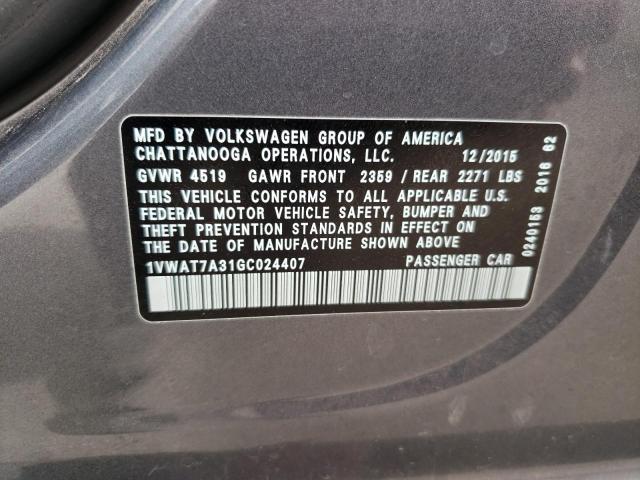 MFD BY VOLKSWAGEN GROUP OF AMERICA
CHATTANOOGA OPERATIONS, LLC. 12/2015
GVWR 4519 GAWR FRONT 2359 / REAR 2271 LBS
THIS VEHICLE CONFORMS TO ALL APPLICABLE U.S.
FEDERAL MOTOR VEHICLE SAFETY, BUMPER AND
THEFT PREVENTION STANDARDS IN EFFECT ON
THE DATE OF MANUFACTURE SHOWN ABOVE
1VWAT7A31GC024407 PASSENGER CAR
0240153 2016 62